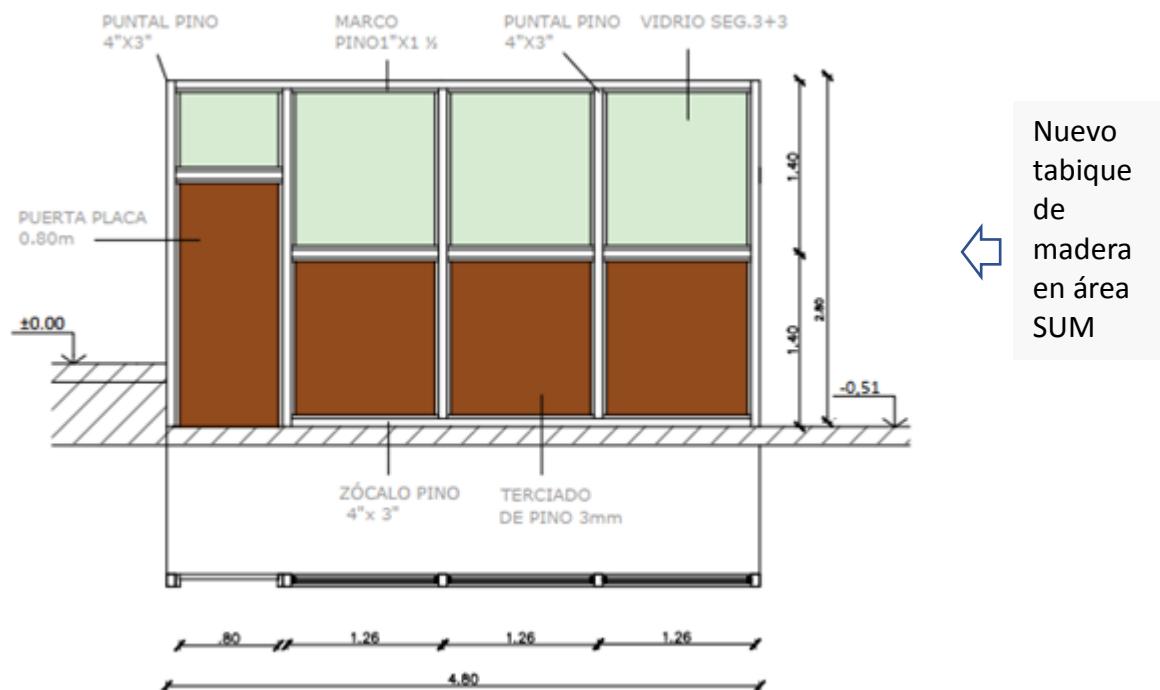 PUNTAL PINO
4"X3"
MARCO
PINO1"X1 ½
PUNTAL PINO
4"X3"
VIDRIO SEG.3+3
PUERTA PLACA
0.80m
±0.00
1.40
1.40
2.80
-0,51
Nuevo
tabique
de
madera
en área
SUM
ZÓCALO PINO
4"x 3"
TERCIADO
DE PINO 3mm
.80
1.26
1.26
1.26
4.80